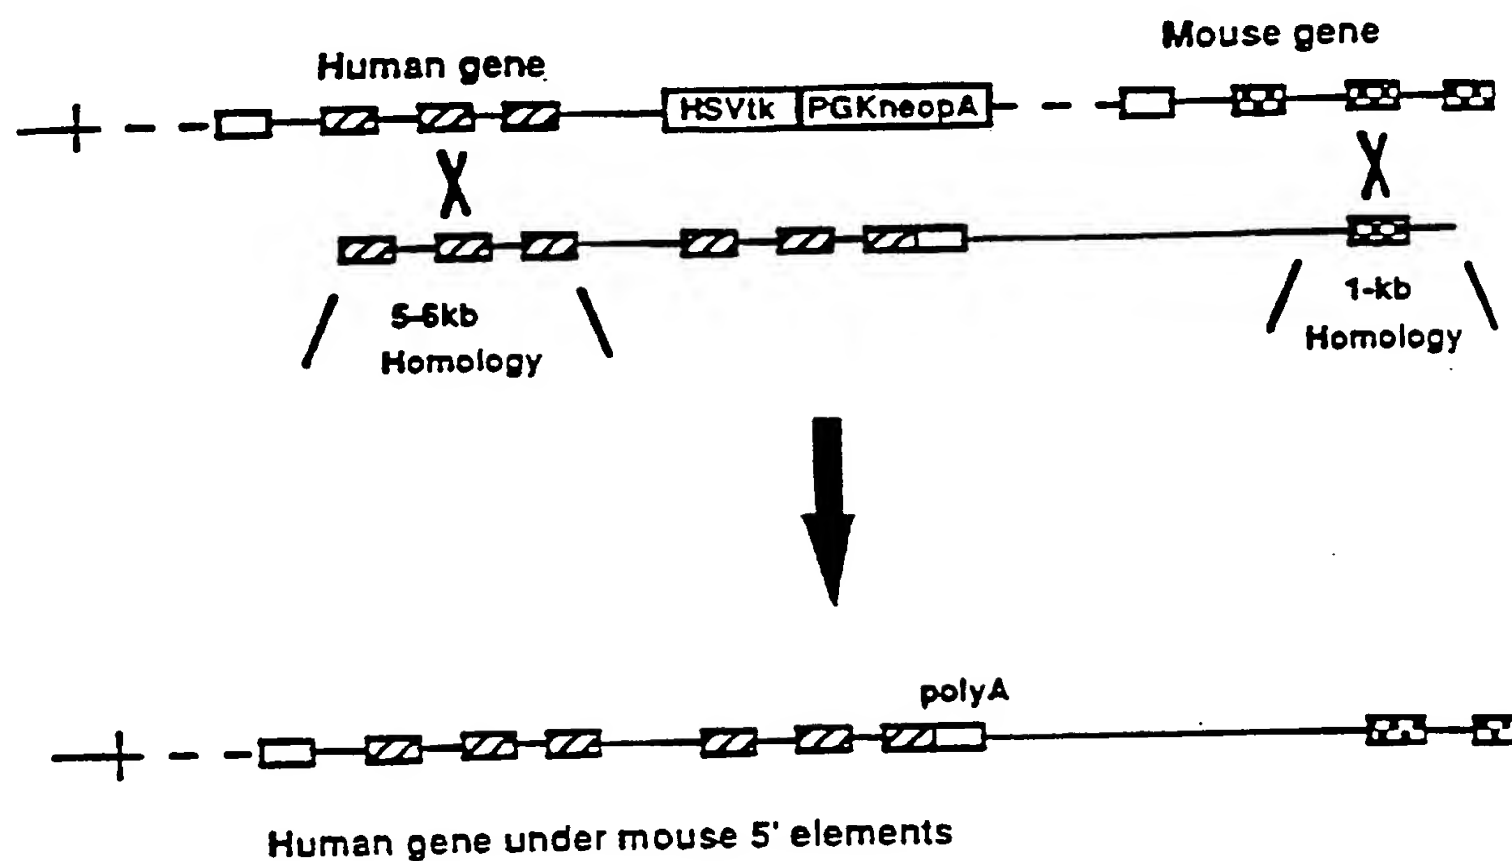 Mouse gene
Human gene
HSVtk PGKneopA
5-6kb
Homology
1-kb
Homology
polyA
Human gene under mouse 5' elements